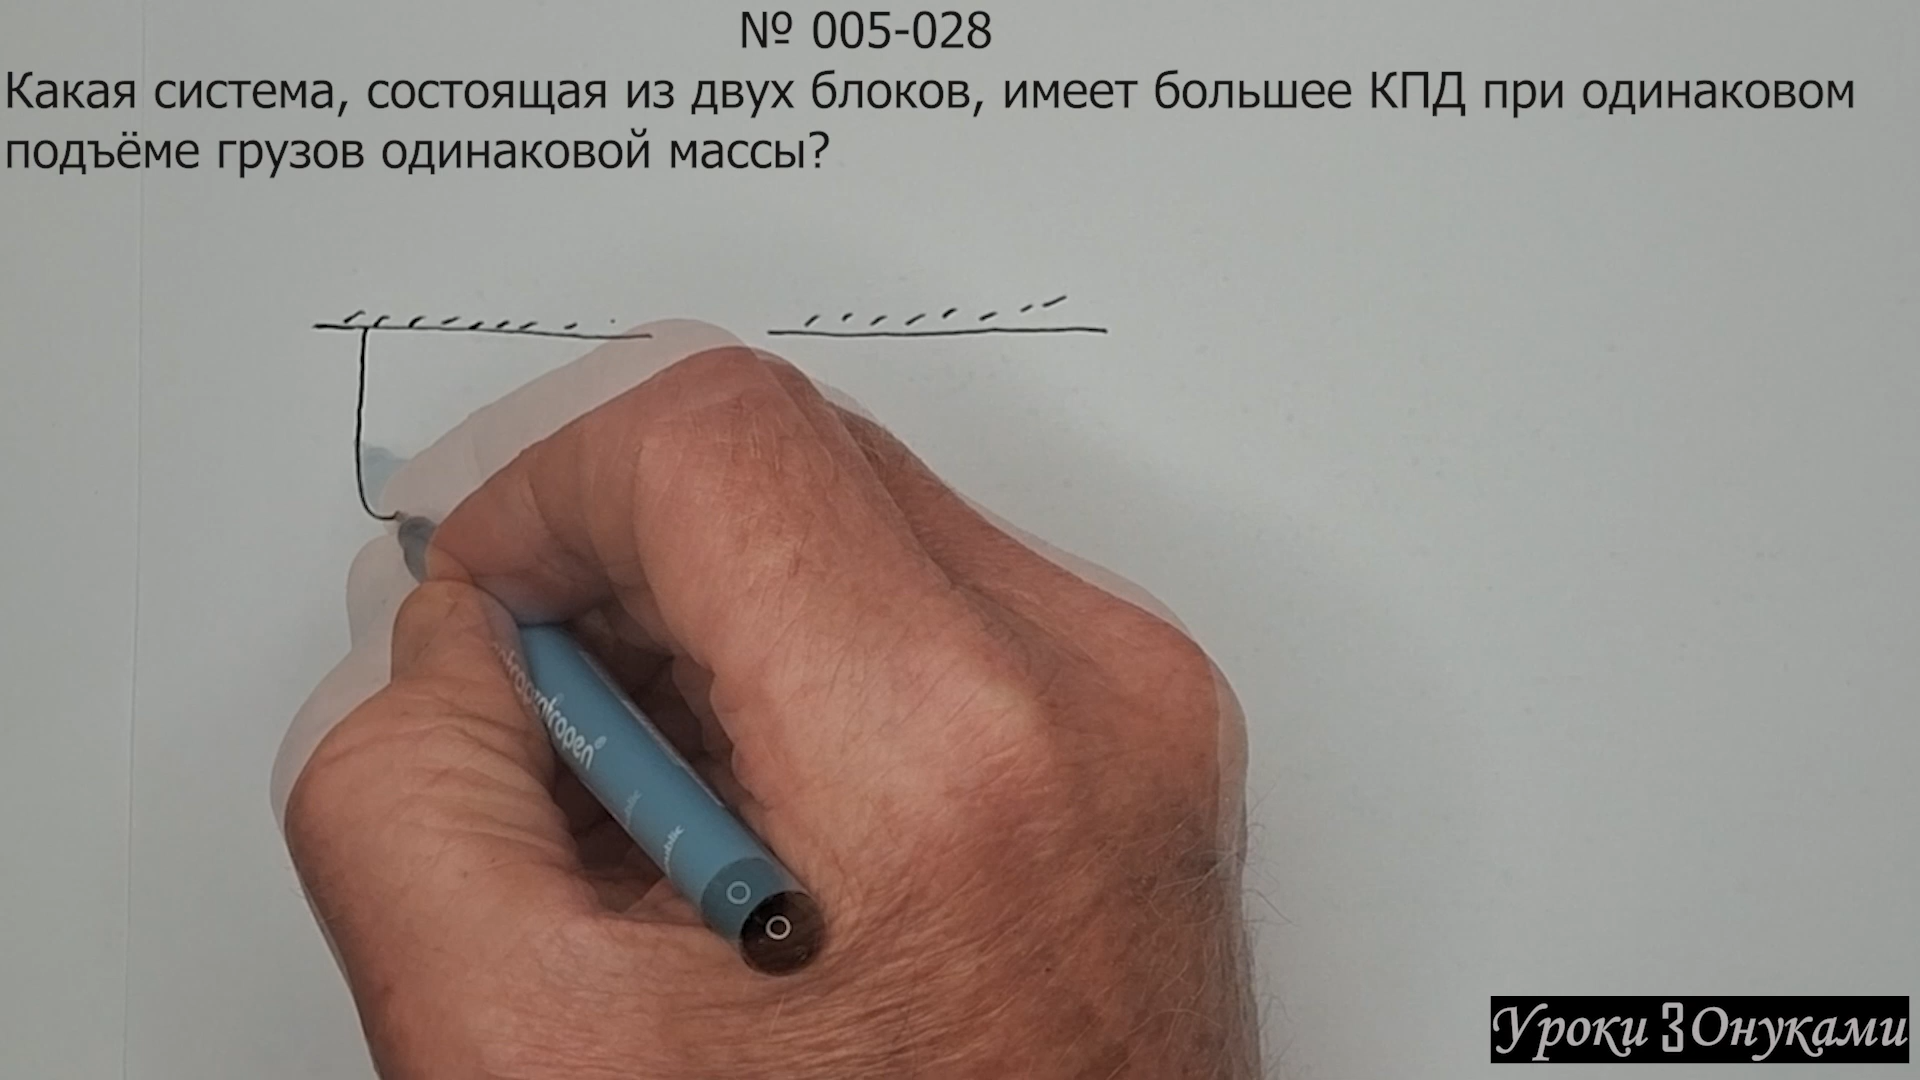 № 005-028
Какая система, состоящая из двух блоков, имеет большее КПД при одинаковом
подъёме грузов одинаковой массы?
Уроки З Онуками